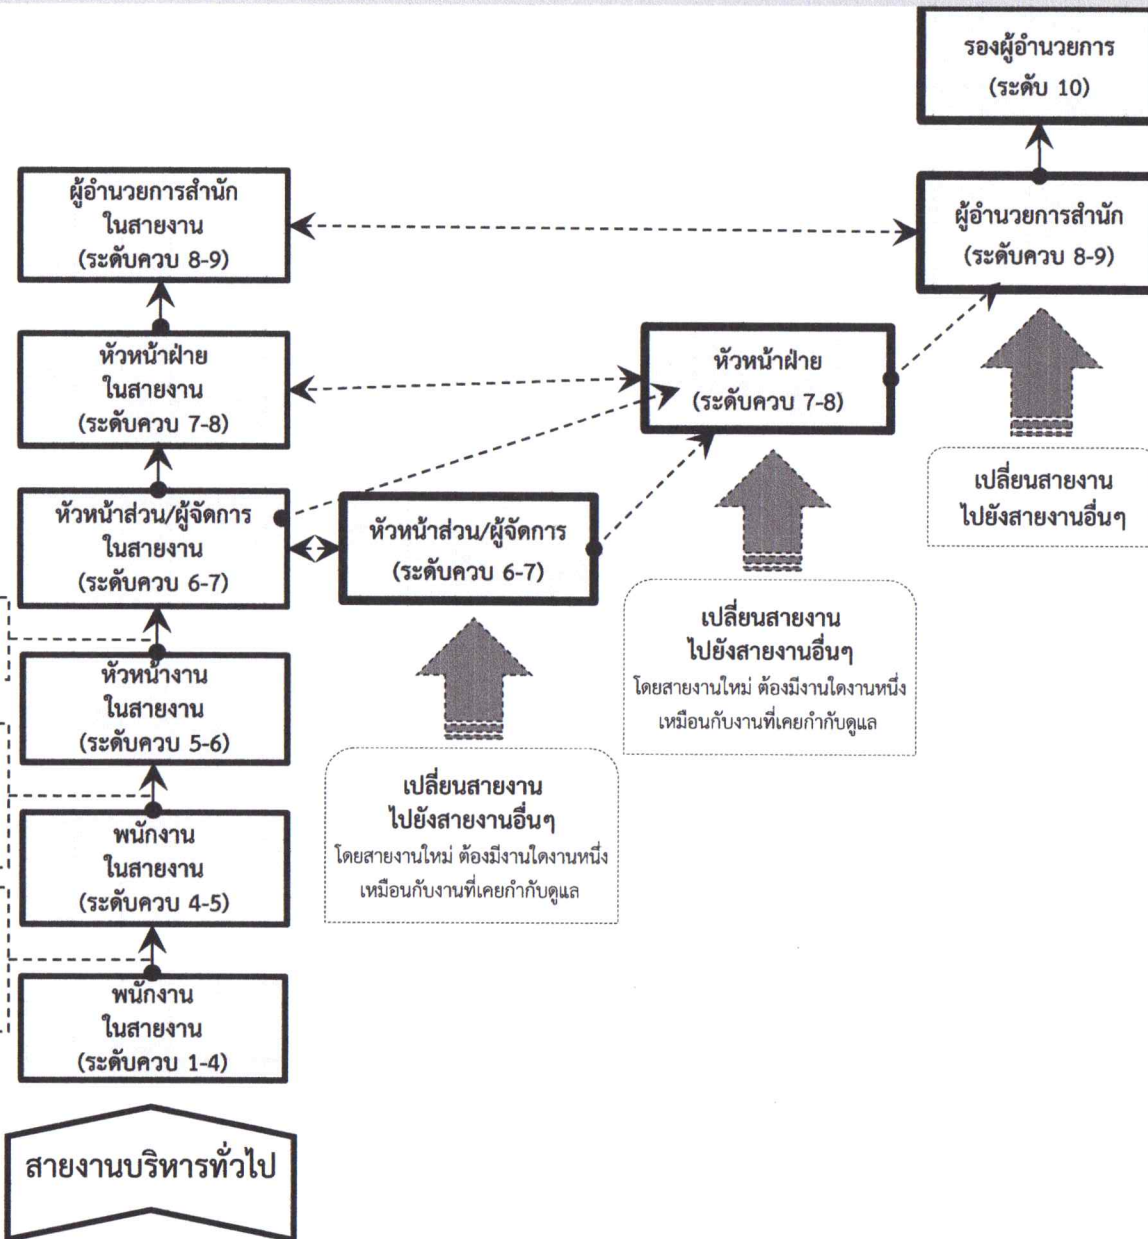 รองผู้อำนวยการ
(ระดับ 10)
ผู้อำนวยการสำนัก
ในสายงาน
(ระดับควบ 8-9)
ผู้อำนวยการสำนัก
(ระดับควบ 8-9)
หัวหน้าฝ่าย
ในสายงาน
(ระดับควบ 7-8)
หัวหน้าฝ่าย
(ระดับควบ 7-8)
เปลี่ยนสายงาน
ไปยังสายงานอื่นๆ
หัวหน้าส่วน/ผู้จัดการ
ในสายงาน
(ระดับควบ 6-7)
หัวหน้าส่วน/ผู้จัดการ
(ระดับควบ 6-7)
เปลี่ยนสายงาน
ไปยังสายงานอื่นๆ
โดยสายงานใหม่ ต้องมีงานใดงานหนึ่ง
เหมือนกับงานที่เคยกำกับดูแล
หัวหน้างาน
ในสายงาน
(ระดับควบ 5-6)
เปลี่ยนสายงาน
ไปยังสายงานอื่นๆ
โดยสายงานใหม่ ต้องมีงานใดงานหนึ่ง
เหมือนกับงานที่เคยกำกับดูแล
พนักงาน
ในสายงาน
(ระดับควบ 4-5)
พนักงาน
ในสายงาน
(ระดับควบ 1-4)
สายงานบริหารทั่วไป